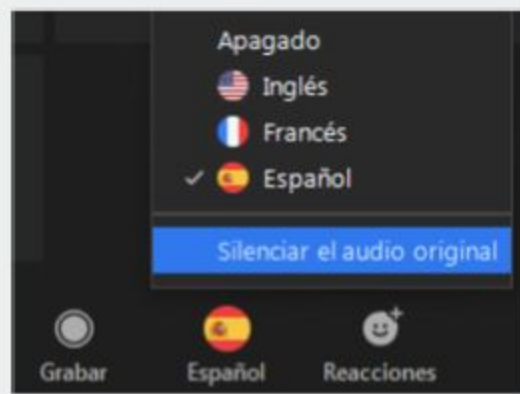 Apagado
Inglés
Francés
Español
Silenciar el audio original
Grabar
Español
Reacciones